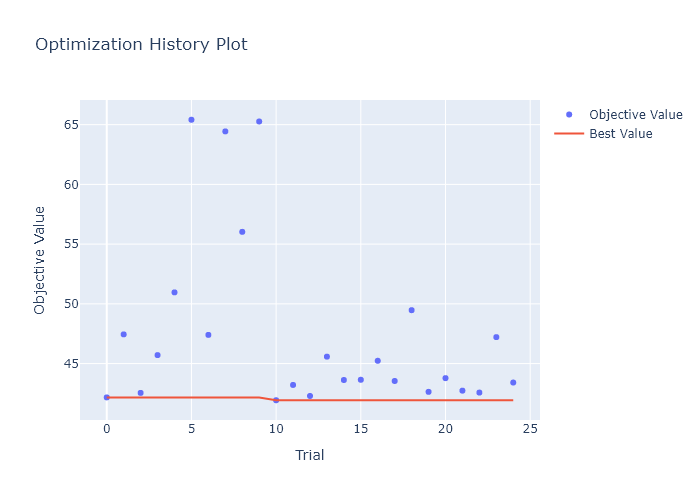 Optimization History Plot
Objective Value
Best Value
65
60
55
50
45
Objective Value
0 5 10 15 20 25
Trial